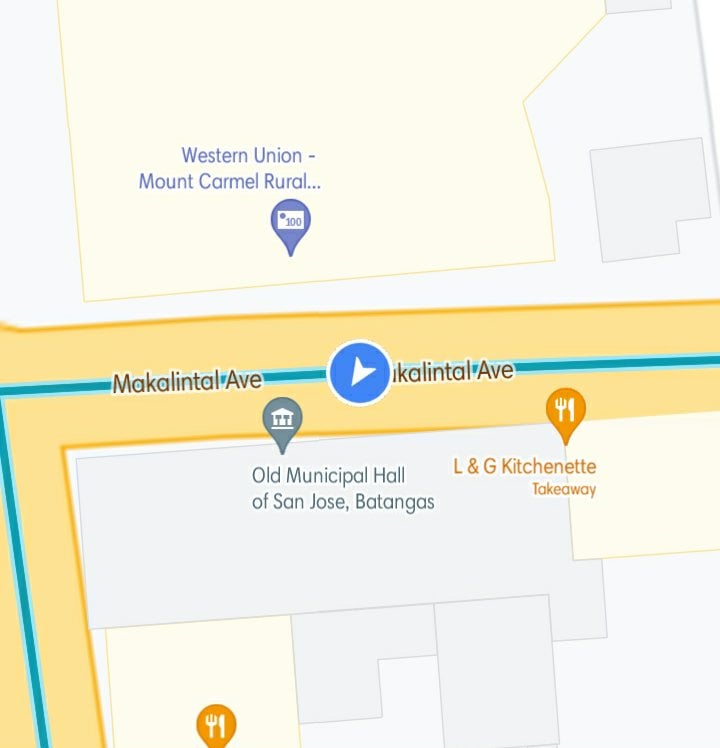 Western Union -
Mount Carmel Rural...
100
Makalintal Ave
kalintal Ave
Old Municipal Hall
of San Jose, Batangas
L & G Kitchenette
Takeaway